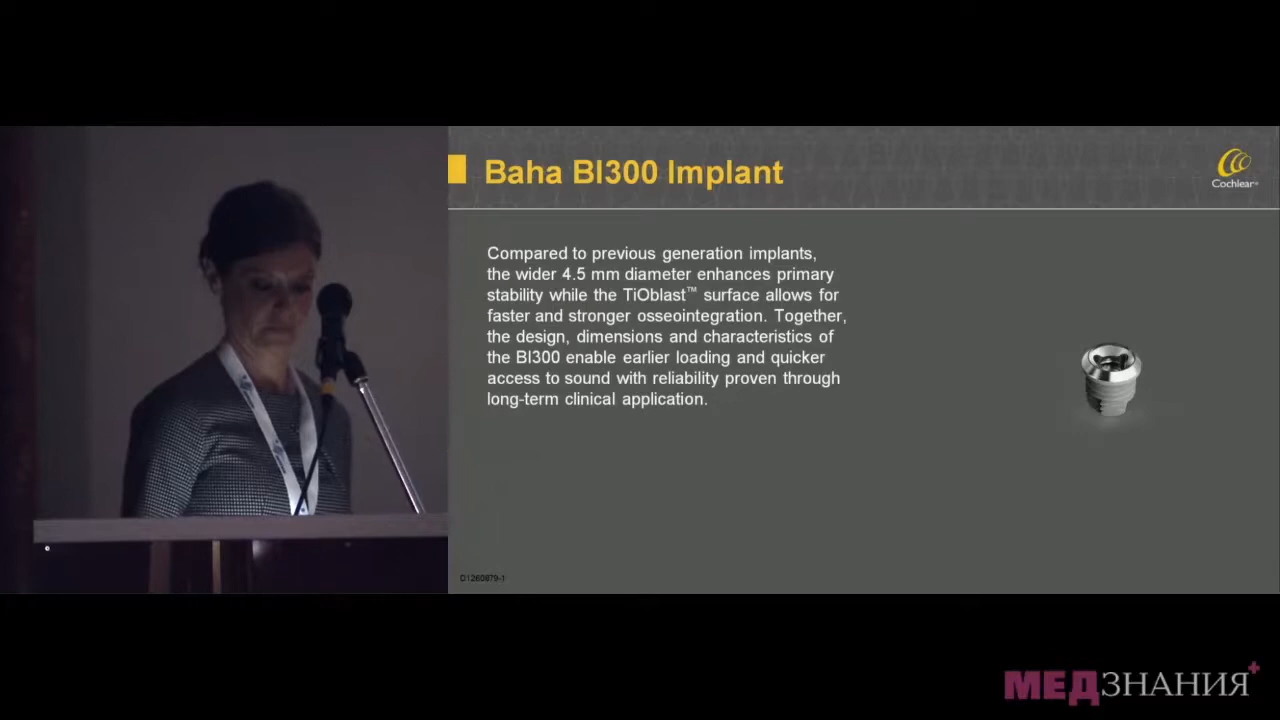 Baha BI300 Implant
Cochlear®
Compared to previous generation implants,
the wider 4.5 mm diameter enhances primary
stability while the TiOblast™ surface allows for
faster and stronger osseointegration. Together,
the design, dimensions and characteristics of
the BI300 enable earlier loading and quicker
access to sound with reliability proven through
long-term clinical application.
D1260879-1
МЕДЗНАНИЯ+